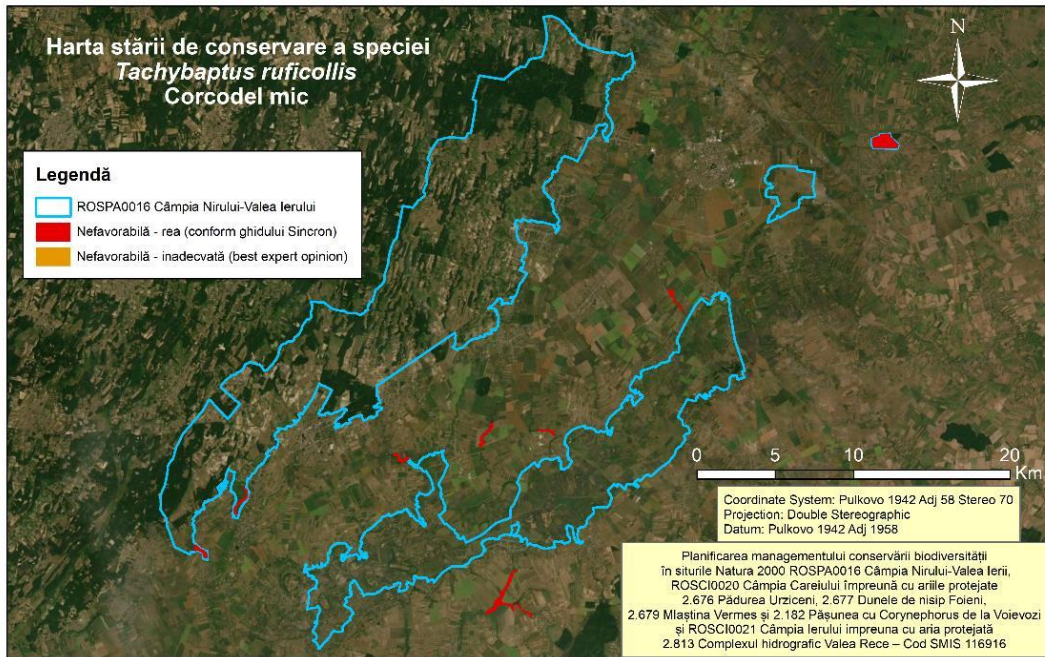 Harta stării de conservare a speciei
Tachybaptus ruficollis
Corcodel mic
N
Legendă
ROSPA0016 Câmpia Nirului-Valea Ierului
Nefavorabilă - rea (conform ghidului Sincron)
Nefavorabilă - inadecvată (best expert opinion)
0 5 10 20
Km
Coordinate System: Pulkovo 1942 Adj 58 Stereo 70
Projection: Double Stereographic
Datum: Pulkovo 1942 Adj 1958
Planificarea managementului conservării biodiversității
în siturile Natura 2000 ROSPA0016 Câmpia Nirului-Valea Ierii,
ROSCI0020 Câmpia Careiului împreună cu ariile protejate
2.676 Pădurea Urziceni, 2.677 Dunele de nisip Foieni,
2.679 Mlaștina Vermes și 2.182 Pășunea cu Corynephorus de la Voievozi
și ROSCI0021 Câmpia Ierului impreuna cu aria protejată
2.813 Complexul hidrografic Valea Rece – Cod SMIS 116916